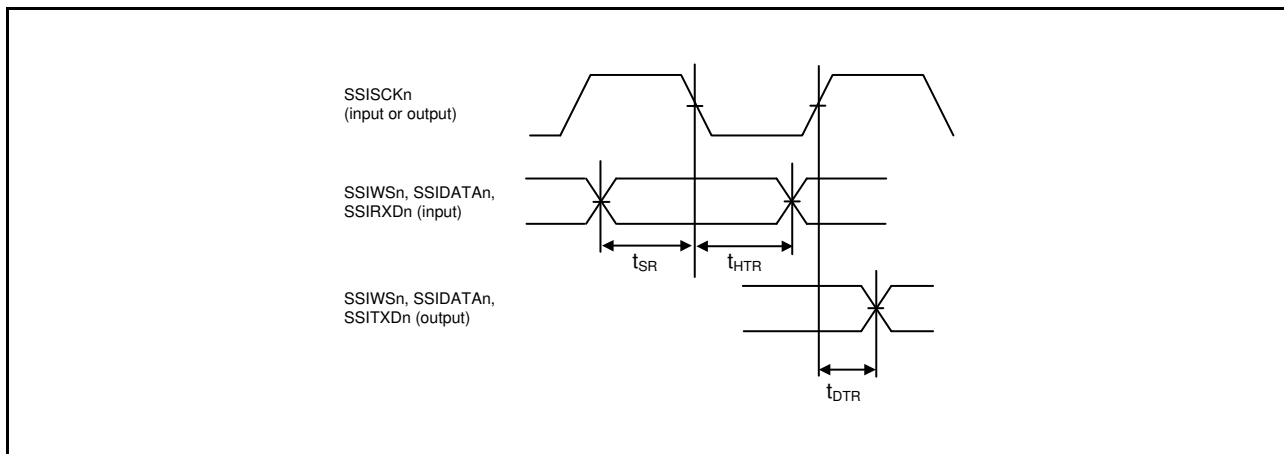 SSISCKn
(input or output)
SSIWSn, SSIDATAn,
SSIRXDn (input)
tSR
tHTR
SSIWSn, SSIDATAn,
SSITXDn (output)
tDTR